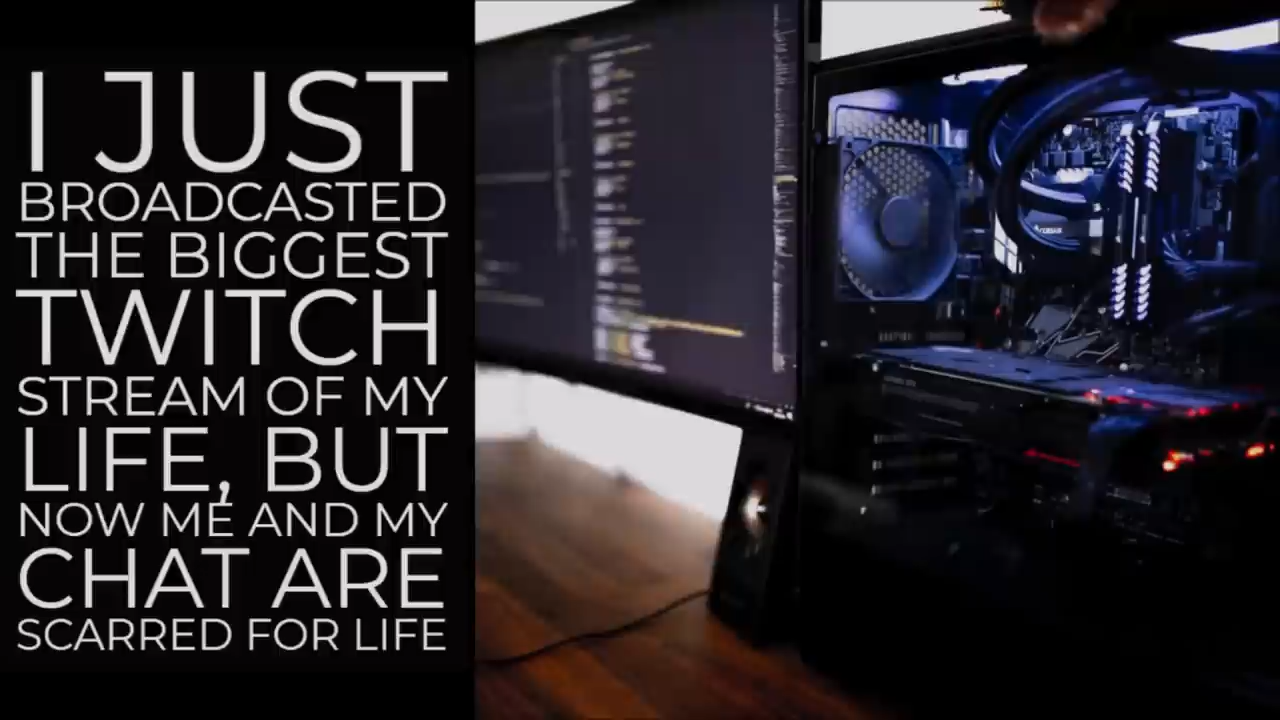 I JUST
BROADCASTED
THE BIGGEST
TWITCH
STREAM OF MY
LIFE, BUT
NOW ME AND MY
CHAT ARE
SCARRED FOR LIFE